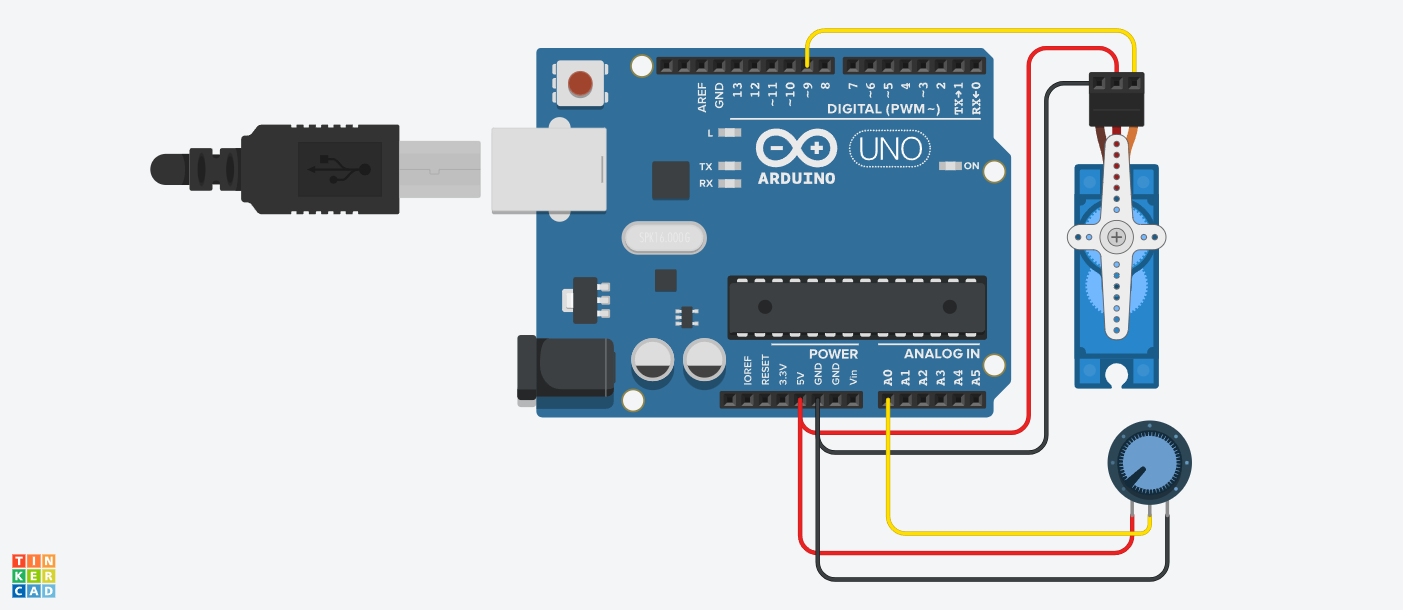 AREF
GND
13
12
~11
~10
~9
8
7
~6
~5
4
~3
2
TX→1
RX←0
DIGITAL (PWM ~)
L
TX
RX
UNO
ARDUINO
ON
POWER
ANALOG IN
IOREF
RESET
3.3V
5V
GND
GND
Vin
A0
A1
A2
A3
A4
A5
TIN
KER
CAD